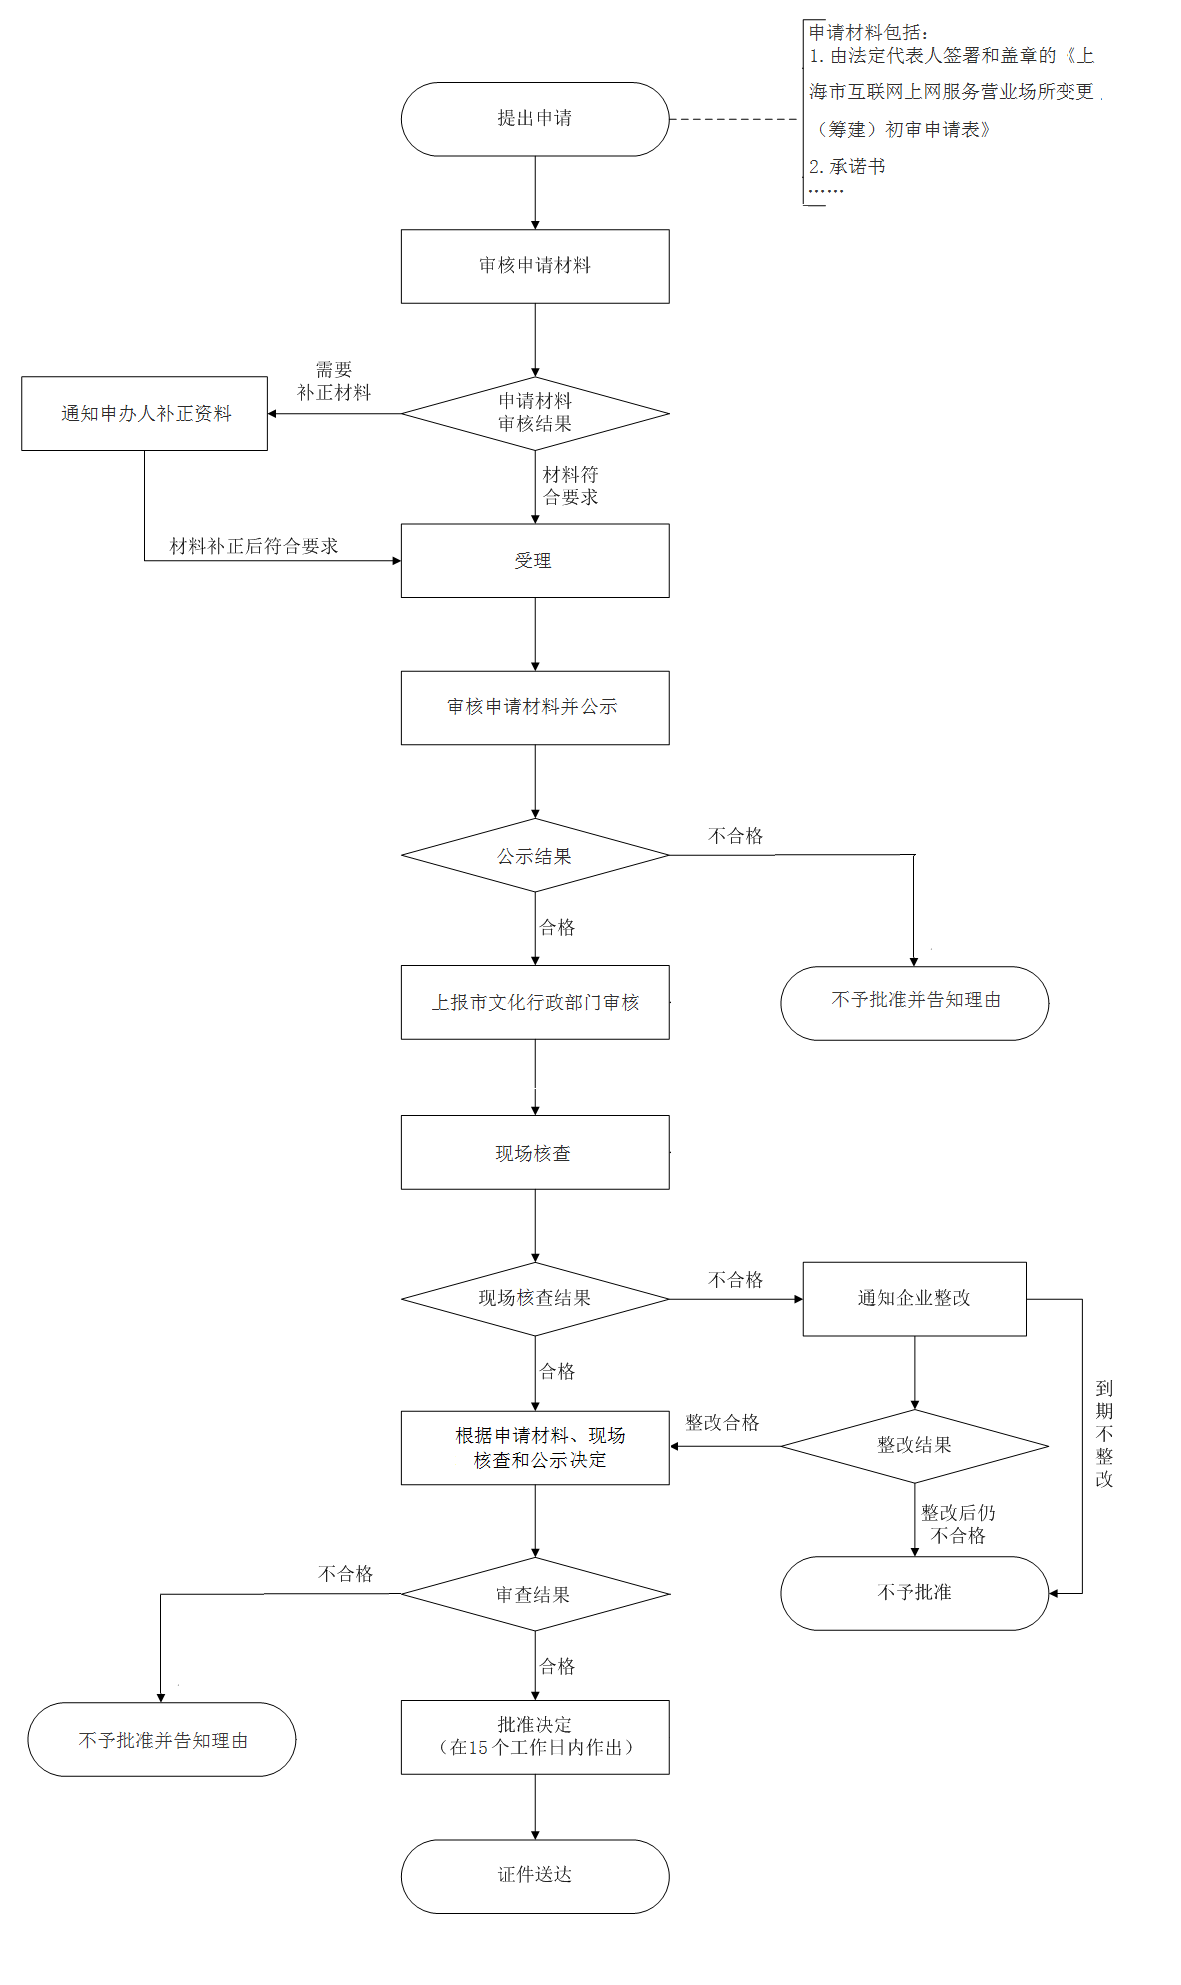 申请材料包括：
1. 由法定代表人签署和盖章的《上
海市互联网上网服务营业场所变更
（筹建）初审申请表》
2. 承诺书
……
提出申请
审核申请材料
需要
补正材料
通知申办人补正资料
申请材料
审核结果
材料符
合要求
材料补正后符合要求
受理
审核申请材料并公示
公示结果
不合格
合格
上报市文化行政部门审核
不予批准并告知理由
现场核查
现场核查结果
不合格
通知企业整改
合格
到
期
不
整
改
根据申请材料、现场
核查和公示决定
整改合格
整改结果
整改后仍
不合格
不予批准
审查结果
不合格
合格
不予批准并告知理由
批准决定
（在15个工作日内作出）
证件送达